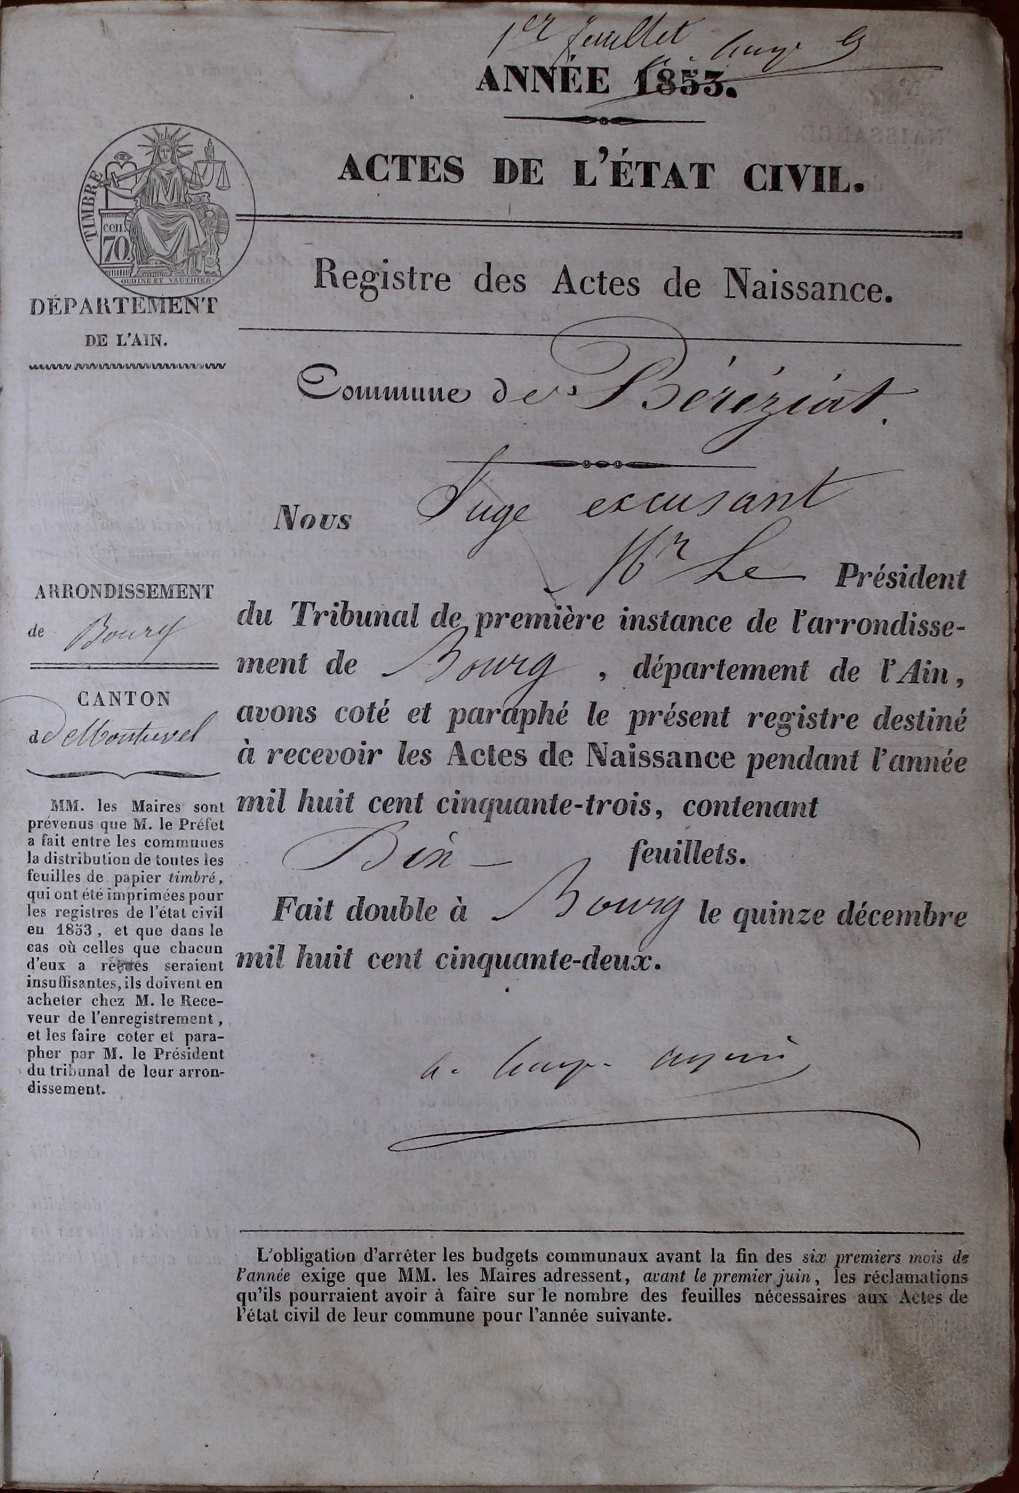 1er feuillet
ANNÉE 1853.
ACTES DE L'ÉTAT CIVIL.
TIMBRE
cen.
70.
OUDINE ET VAUTHIER
DÉPARTEMENT
DE L'AIN.
Registre des Actes de Naissance.
Commune de Béréziat.
Nous Juge excusant
Mr Le Président
du Tribunal de première instance de l'arrondisse-
ment de Bourg, département de l'Ain,
avons coté et paraphé le présent registre destiné
à recevoir les Actes de Naissance pendant l'année
mil huit cent cinquante-trois, contenant
Dix feuillets.
Fait double à Bourg le quinze décembre
mil huit cent cinquante-deux.
ARRONDISSEMENT
de Bourg
CANTON
de Montrevel
MM. les Maires sont
prévenus que M. le Préfet
a fait entre les communes
la distribution de toutes les
feuilles de papier timbré,
qui ont été imprimées pour
les registres de l'état civil
en 1853, et que dans le
cas où celles que chacun
d'eux a reçues seraient
insuffisantes, ils doivent en
acheter chez M. le Rece-
veur de l'enregistrement,
et les faire coter et para-
pher par M. le Président
du tribunal de leur arron-
dissement.
L'obligation d'arrêter les budgets communaux avant la fin des six premiers mois de
l'année exige que MM. les Maires adressent, avant le premier juin, les réclamations
qu'ils pourraient avoir à faire sur le nombre des feuilles nécessaires aux Actes de
l'état civil de leur commune pour l'année suivante.